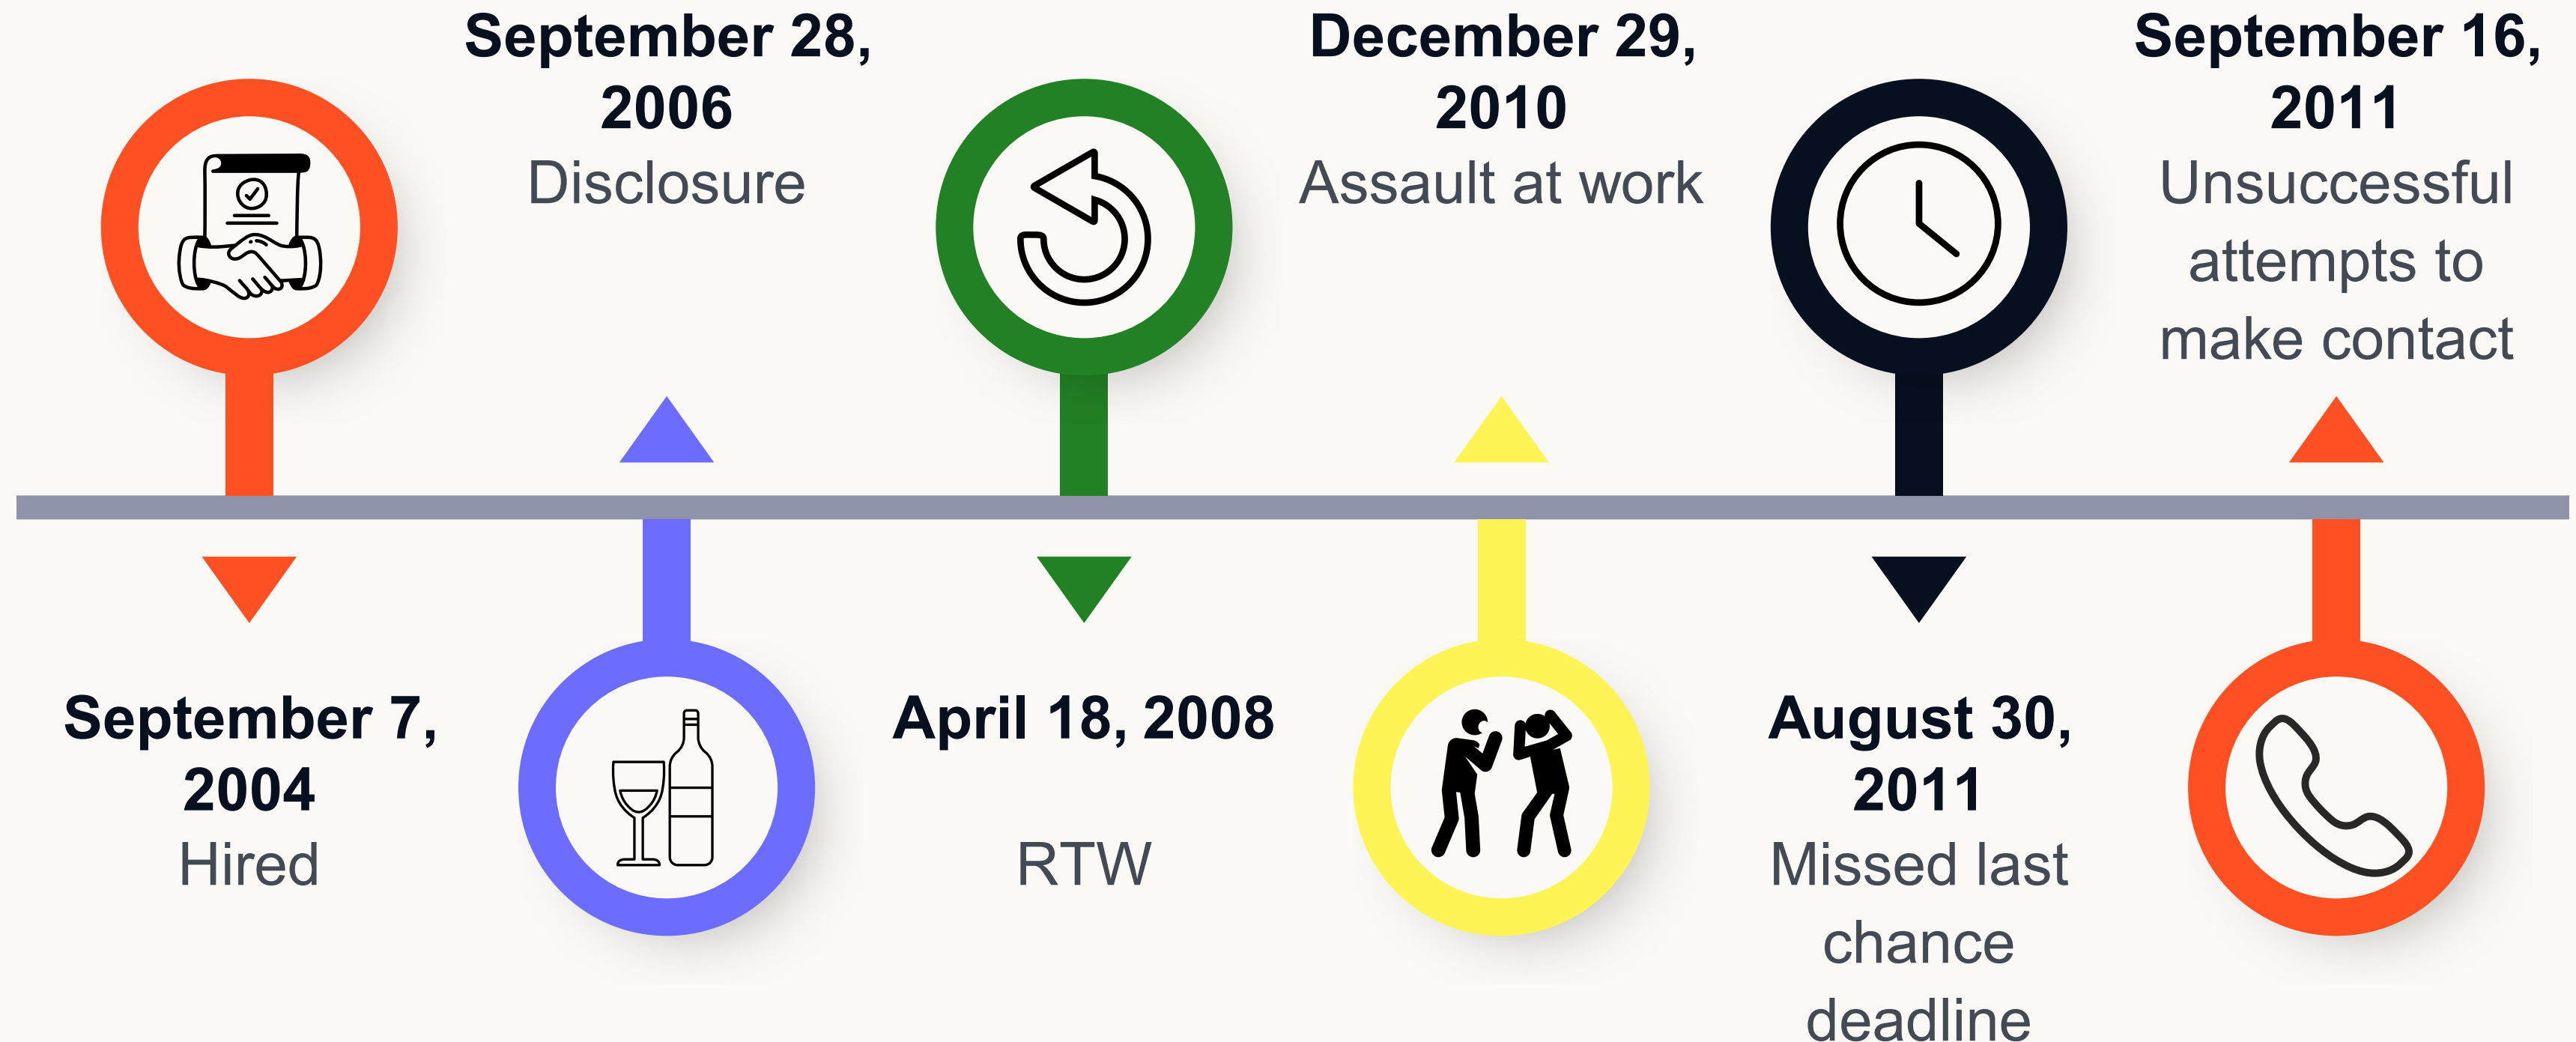 September 7,
2004
Hired
September 28,
2006
Disclosure
April 18, 2008
RTW
December 29,
2010
Assault at work
August 30,
2011
Missed last
chance
deadline
September 16,
2011
Unsuccessful
attempts to
make contact